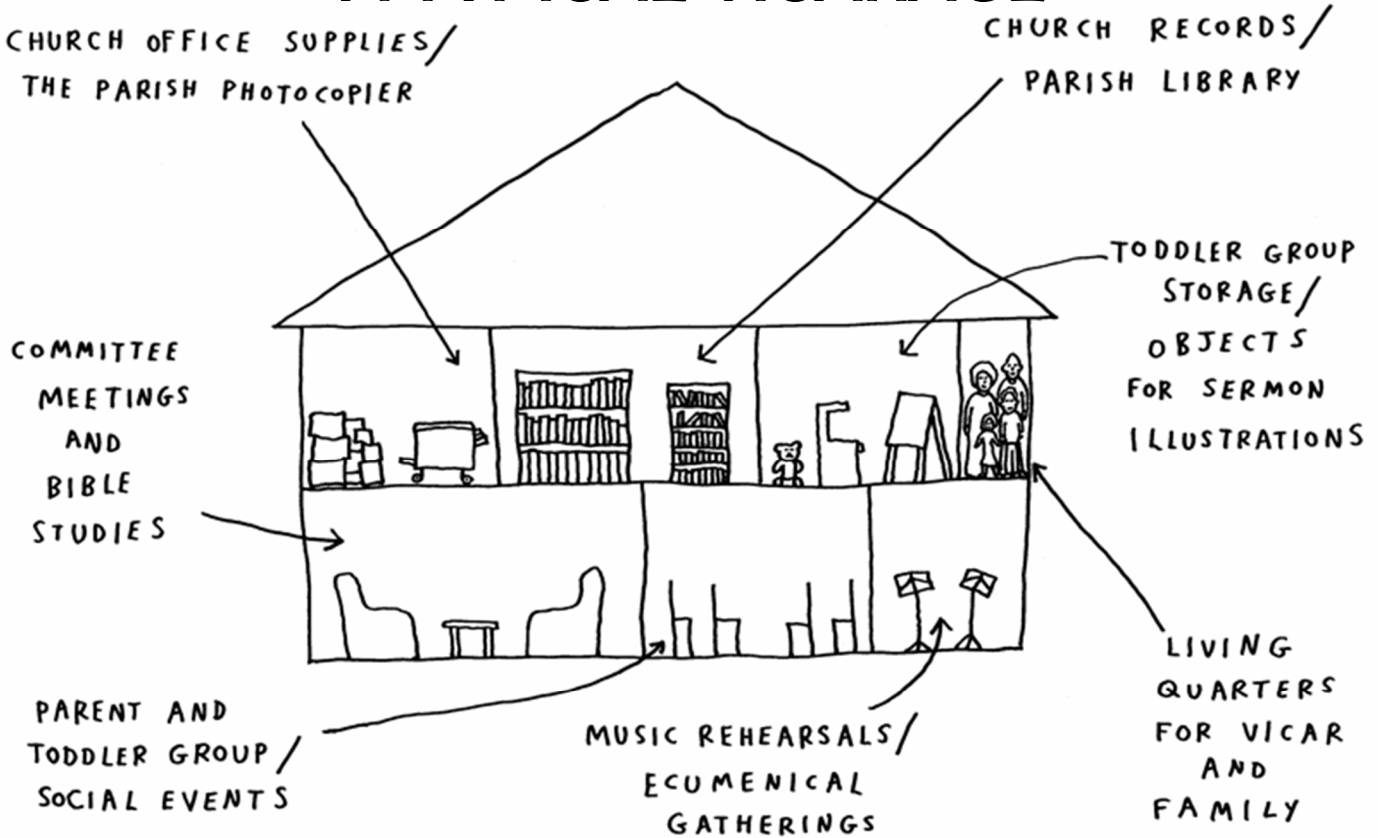 CHURCH OFFICE SUPPLIES/
THE PARISH PHOTOCOPIER
CHURCH RECORDS/
PARISH LIBRARY
TODDLER GROUP
STORAGE/
OBJECTS
FOR SERMON
ILLUSTRATIONS
COMMITTEE
MEETINGS
AND
BIBLE
STUDIES
PARENT AND
TODDLER GROUP/
SOCIAL EVENTS
MUSIC REHEARSALS/
ECUMENICAL
GATHERINGS
LIVING
QUARTERS
FOR VICAR
AND
FAMILY